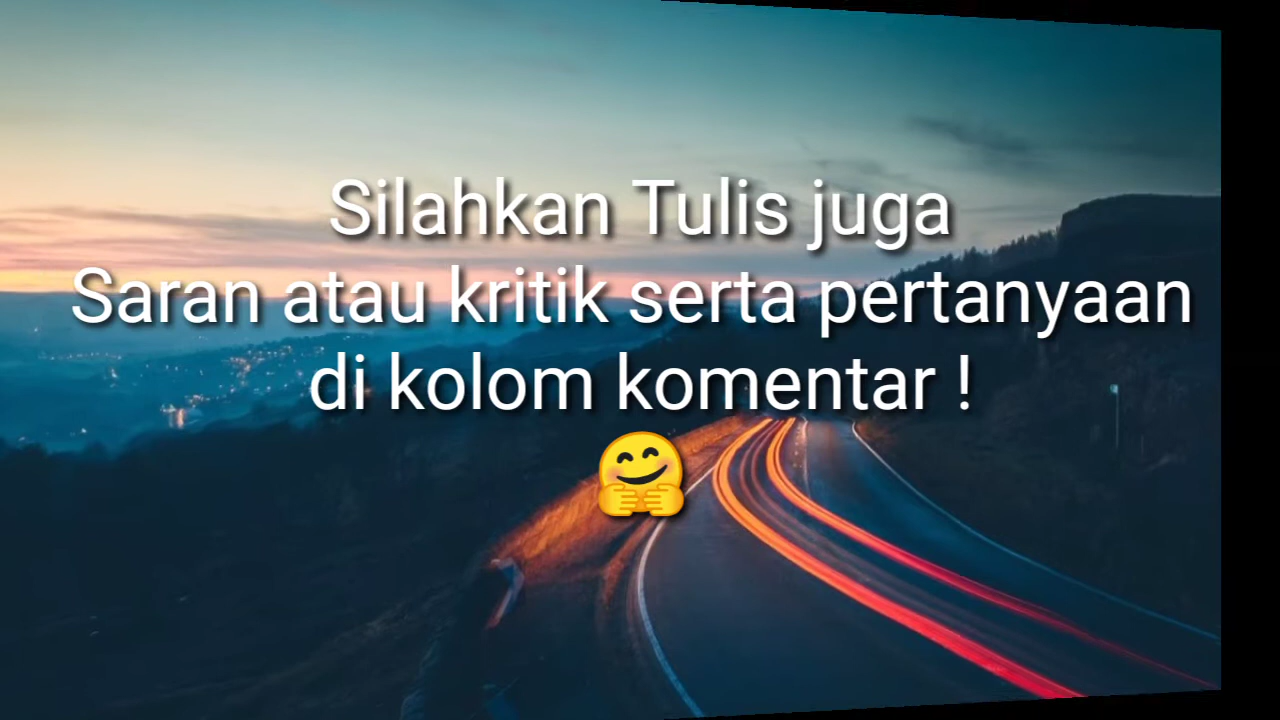 Silahkan Tulis juga
Saran atau kritik serta pertanyaan
di kolom komentar !
🤗